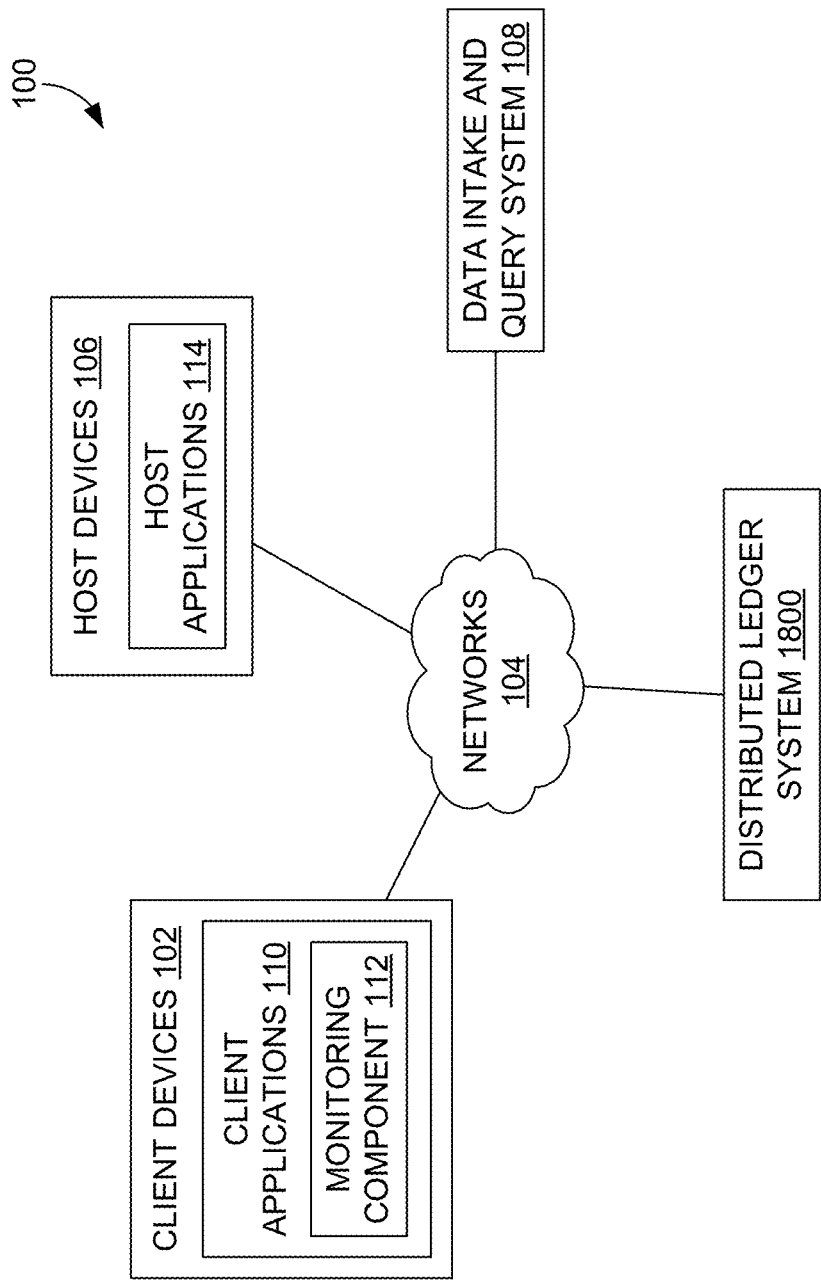 100
CLIENT DEVICES 102
CLIENT
APPLICATIONS 110
MONITORING
COMPONENT 112
HOST DEVICES 106
HOST
APPLICATIONS 114
NETWORKS
104
DATA INTAKE AND
QUERY SYSTEM 108
DISTRIBUTED LEDGER
SYSTEM 1800